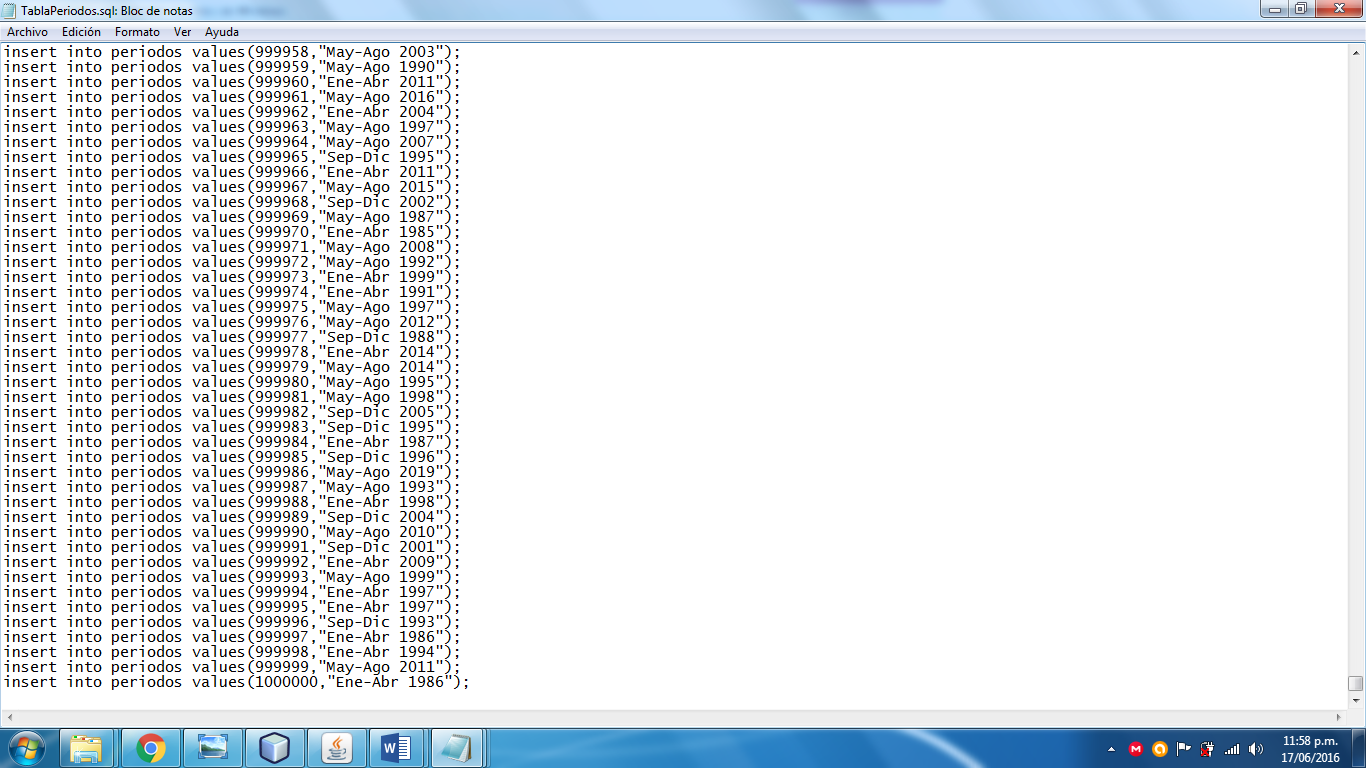 TablaPeriodos.sql: Bloc de notas
Archivo Edición Formato Ver Ayuda
insert into periodos values(999958,"May-Ago 2003");
insert into periodos values(999959,"May-Ago 1990");
insert into periodos values(999960,"Ene-Abr 2011");
insert into periodos values(999961,"May-Ago 2016");
insert into periodos values(999962,"Ene-Abr 2004");
insert into periodos values(999963,"May-Ago 1997");
insert into periodos values(999964,"May-Ago 2007");
insert into periodos values(999965,"Sep-Dic 1995");
insert into periodos values(999966,"Ene-Abr 2011");
insert into periodos values(999967,"May-Ago 2015");
insert into periodos values(999968,"Sep-Dic 2002");
insert into periodos values(999969,"May-Ago 1987");
insert into periodos values(999970,"Ene-Abr 1985");
insert into periodos values(999971,"May-Ago 2008");
insert into periodos values(999972,"May-Ago 1992");
insert into periodos values(999973,"Ene-Abr 1999");
insert into periodos values(999974,"Ene-Abr 1991");
insert into periodos values(999975,"May-Ago 1997");
insert into periodos values(999976,"May-Ago 2012");
insert into periodos values(999977,"Sep-Dic 1988");
insert into periodos values(999978,"Ene-Abr 2014");
insert into periodos values(999979,"May-Ago 2014");
insert into periodos values(999980,"May-Ago 1995");
insert into periodos values(999981,"May-Ago 1998");
insert into periodos values(999982,"Sep-Dic 2005");
insert into periodos values(999983,"Sep-Dic 1995");
insert into periodos values(999984,"Ene-Abr 1987");
insert into periodos values(999985,"Sep-Dic 1996");
insert into periodos values(999986,"May-Ago 2019");
insert into periodos values(999987,"May-Ago 1993");
insert into periodos values(999988,"Ene-Abr 1998");
insert into periodos values(999989,"Sep-Dic 2004");
insert into periodos values(999990,"May-Ago 2010");
insert into periodos values(999991,"Sep-Dic 2001");
insert into periodos values(999992,"Ene-Abr 2009");
insert into periodos values(999993,"May-Ago 1999");
insert into periodos values(999994,"Ene-Abr 1997");
insert into periodos values(999995,"Ene-Abr 1997");
insert into periodos values(999996,"Sep-Dic 1993");
insert into periodos values(999997,"Ene-Abr 1986");
insert into periodos values(999998,"Ene-Abr 1994");
insert into periodos values(999999,"May-Ago 2011");
insert into periodos values(1000000,"Ene-Abr 1986");
11:58 p.m.
17/06/2016